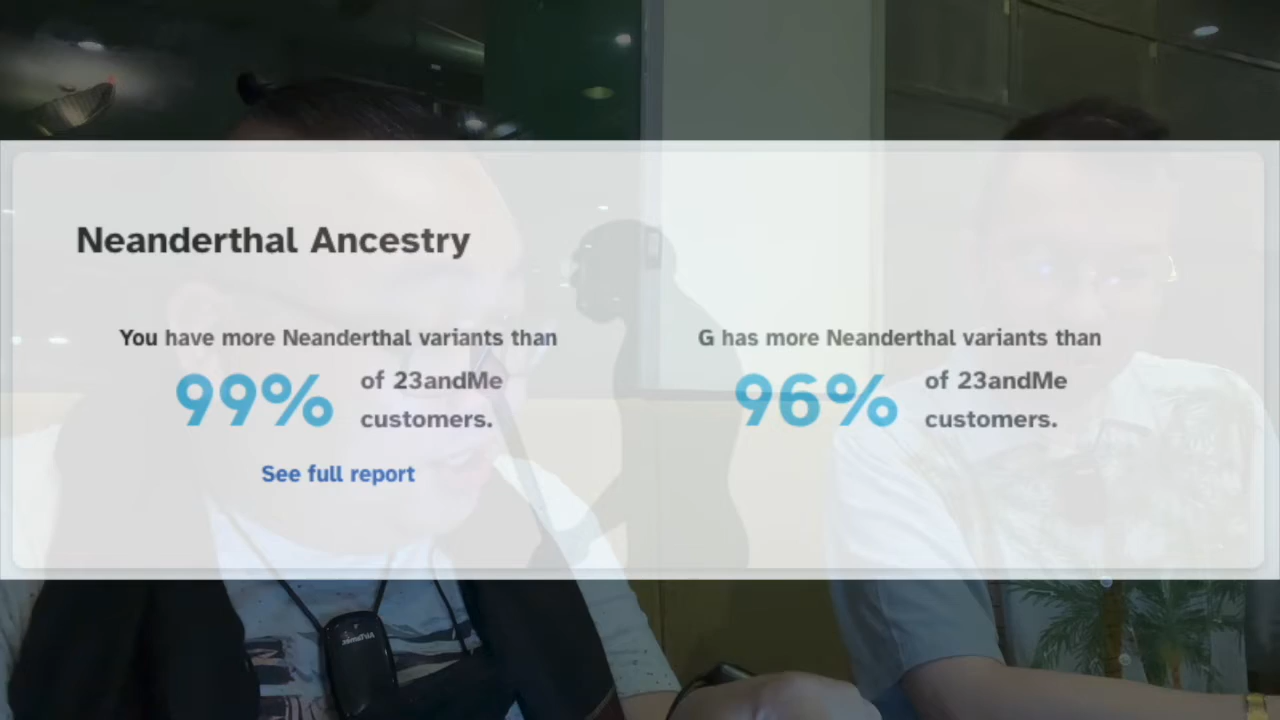 Neanderthal Ancestry
You have more Neanderthal variants than
99%
of 23andMe
customers.
See full report
G has more Neanderthal variants than
96%
of 23andMe
customers.